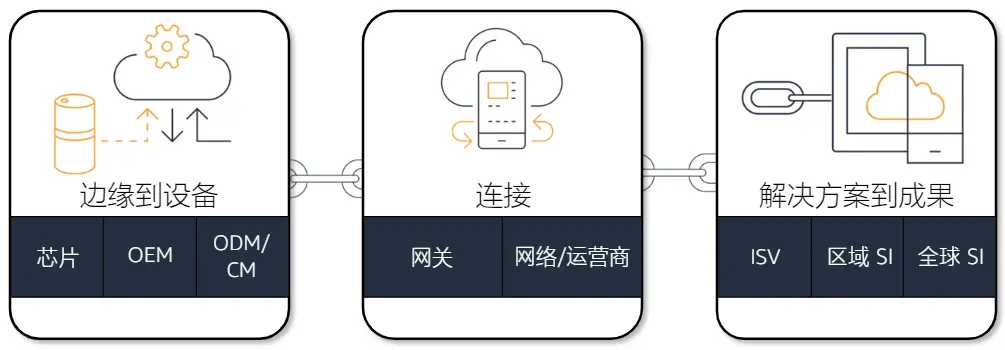 边缘到设备
芯片
OEM
ODM/
CM
连接
网关
网络/运营商
解决方案到成果
ISV
区域 SI
全球 SI